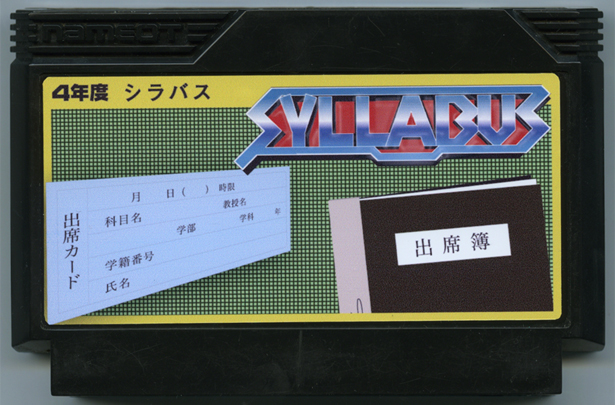 namcot
4年度 シラバス
SYLLABUS
出席カード
月 日( ) 時限
教授名
科目名
学部 学科 年
学籍番号
氏名
出席簿